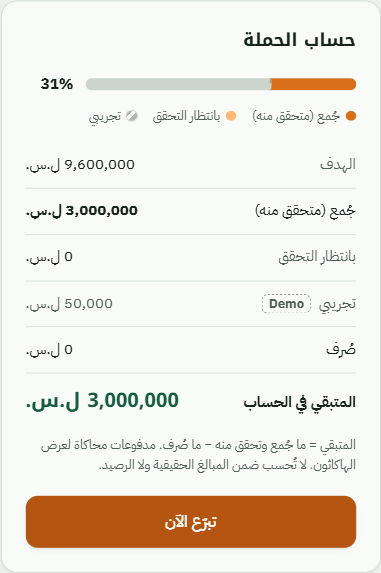 حساب الحملة
31%
جُمع (متحقق منه) بانتظار التحقق تجريبي
الهدف 9,600,000 ل.س.
جُمع (متحقق منه) 3,000,000 ل.س.
بانتظار التحقق 0 ل.س.
تجريبي Demo 50,000 ل.س.
صُرف 0 ل.س.
المتبقي في الحساب 3,000,000 ل.س.
المتبقي = ما جُمع وتحقق منه − ما صُرف. مدفوعات محاكاة لعرض
الهاكاثون. لا تُحسب ضمن المبالغ الحقيقية ولا الرصيد.
تبرّع الآن